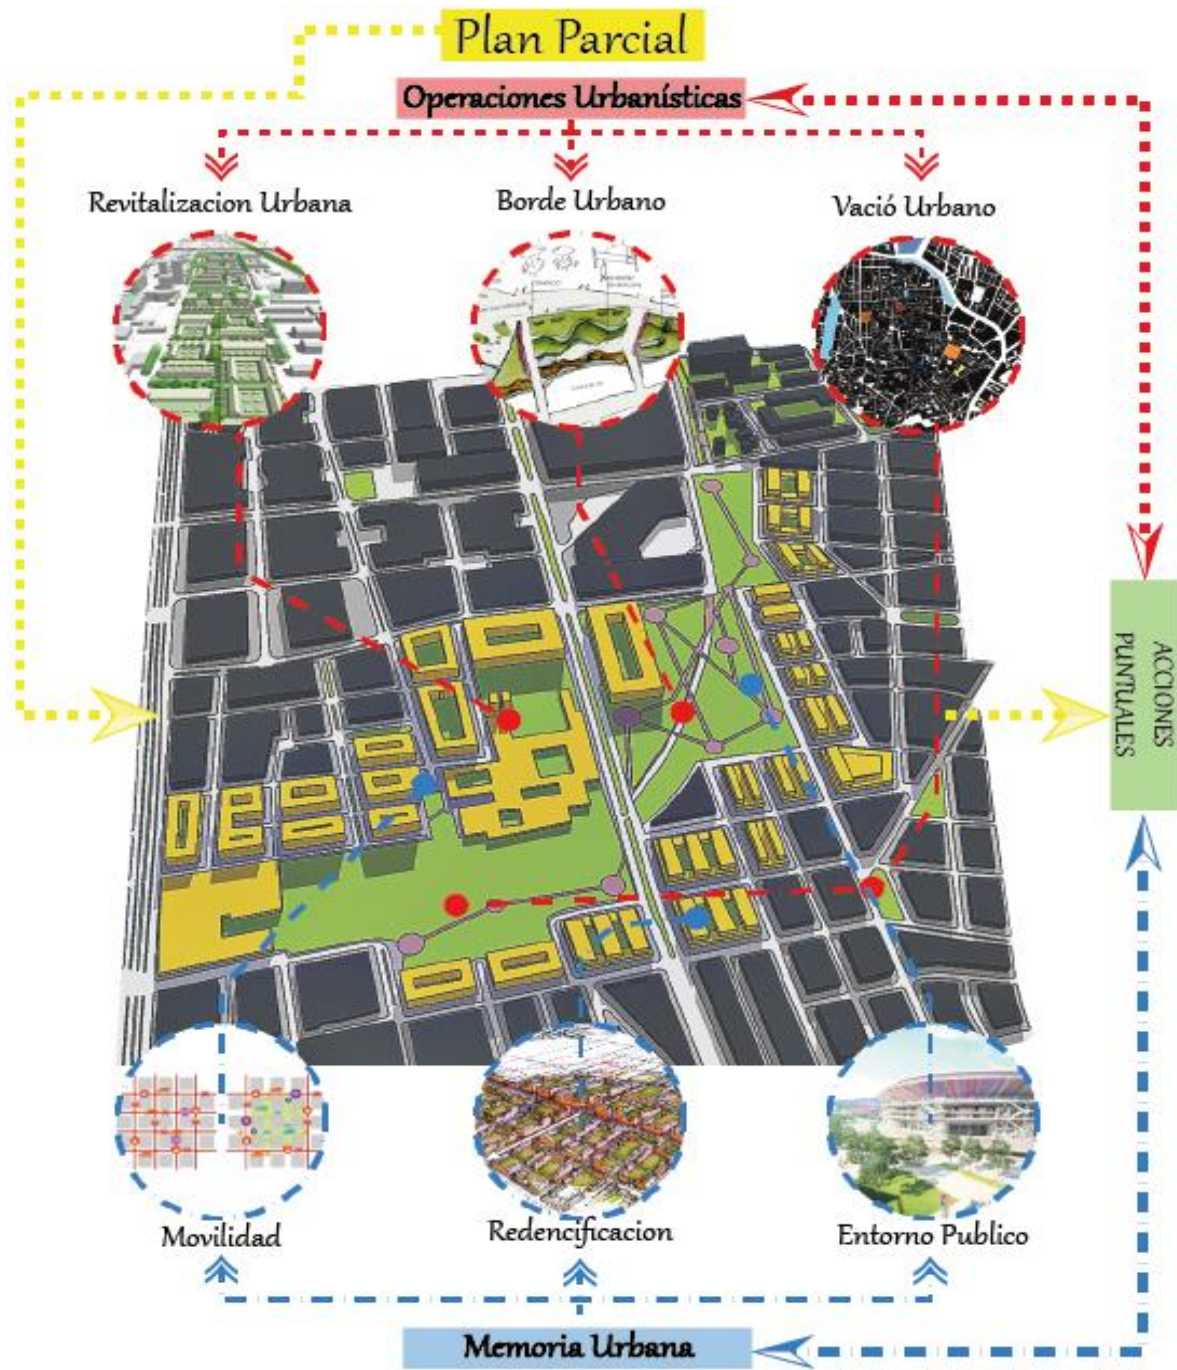 Plan Parcial
Operaciones Urbanísticas
Revitalizacion Urbana
Borde Urbano
Vació Urbano
ACCIONES
PUNTUALES
Movilidad
Redencificacion
Entorno Publico
Memoria Urbana